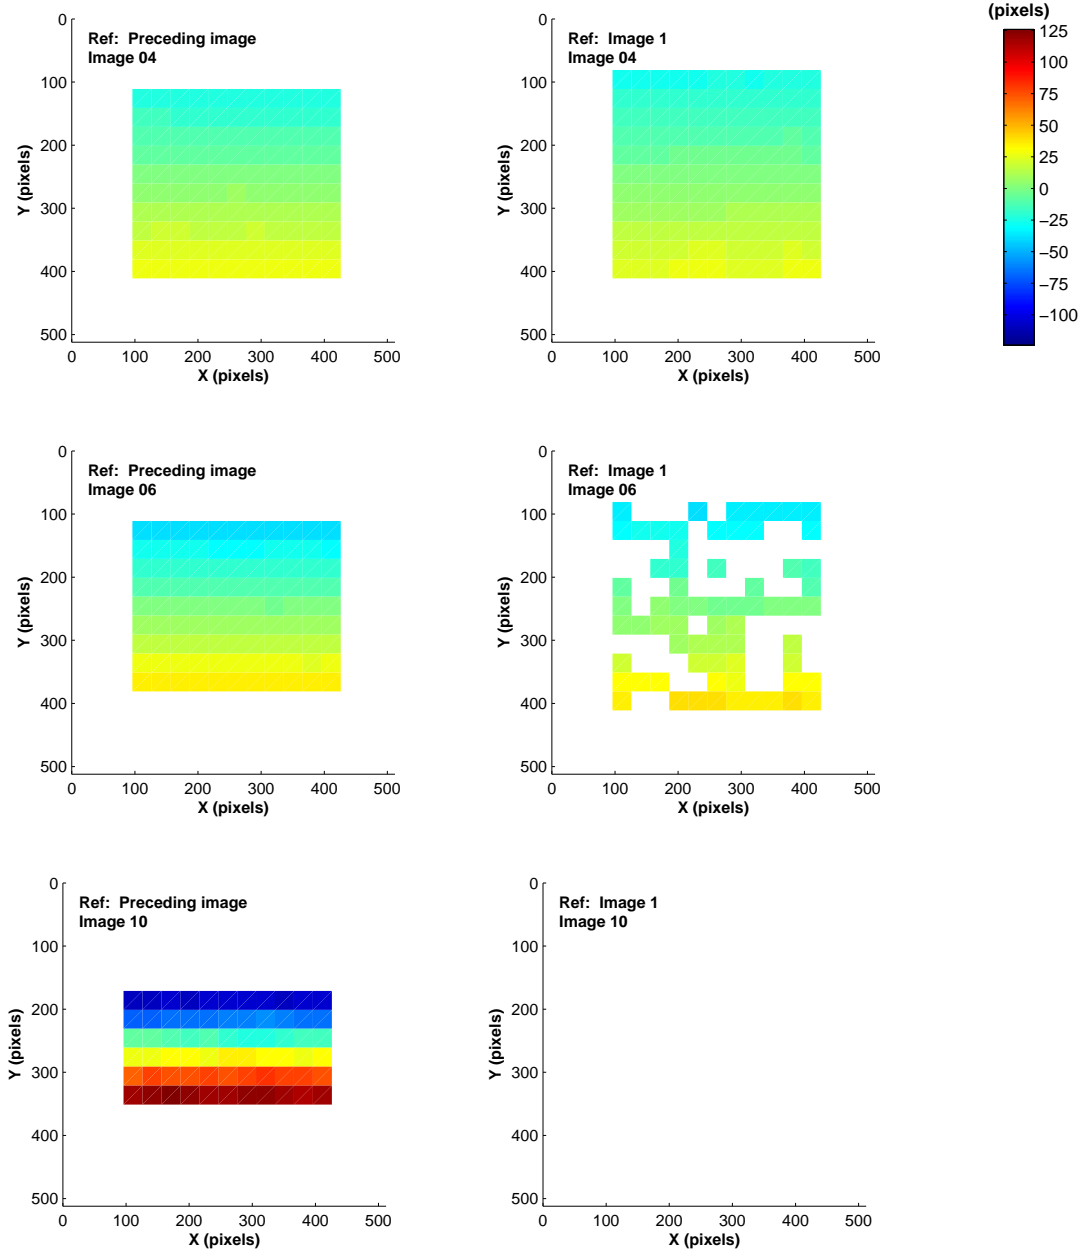 (pixels)
125
100
75
50
25
0
−25
−50
−75
−100
Ref: Preceding image
Image 04
0
100
200
300
400
500
Y (pixels)
0 100 200 300 400 500
X (pixels)
Ref: Image 1
Image 04
0
100
200
300
400
500
Y (pixels)
0 100 200 300 400 500
X (pixels)
Ref: Preceding image
Image 06
0
100
200
300
400
500
Y (pixels)
0 100 200 300 400 500
X (pixels)
Ref: Image 1
Image 06
0
100
200
300
400
500
Y (pixels)
0 100 200 300 400 500
X (pixels)
Ref: Preceding image
Image 10
0
100
200
300
400
500
Y (pixels)
0 100 200 300 400 500
X (pixels)
Ref: Image 1
Image 10
0
100
200
300
400
500
Y (pixels)
0 100 200 300 400 500
X (pixels)